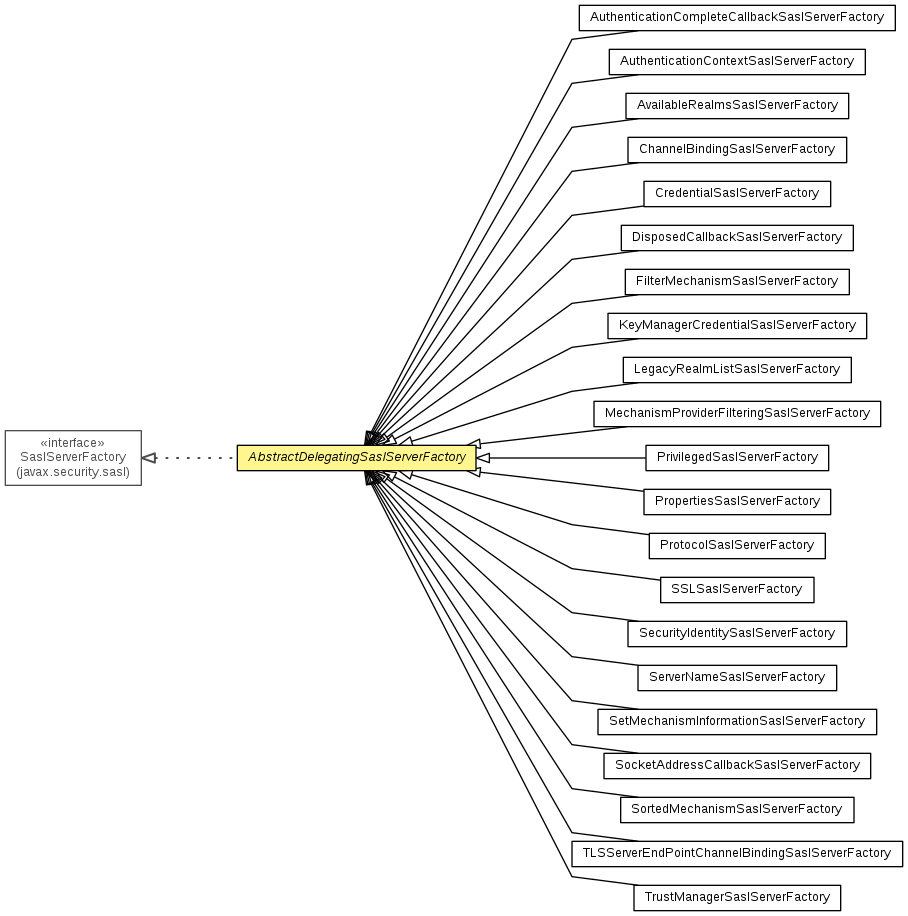 «interface»
SaslServerFactory
(javax.security.sasl)
AbstractDelegatingSaslServerFactory
AuthenticationCompleteCallbackSaslServerFactory
AuthenticationContextSaslServerFactory
AvailableRealmsSaslServerFactory
ChannelBindingSaslServerFactory
CredentialSaslServerFactory
DisposedCallbackSaslServerFactory
FilterMechanismSaslServerFactory
KeyManagerCredentialSaslServerFactory
LegacyRealmListSaslServerFactory
MechanismProviderFilteringSaslServerFactory
PrivilegedSaslServerFactory
PropertiesSaslServerFactory
ProtocolSaslServerFactory
SSLSaslServerFactory
SecurityIdentitySaslServerFactory
ServerNameSaslServerFactory
SetMechanismInformationSaslServerFactory
SocketAddressCallbackSaslServerFactory
SortedMechanismSaslServerFactory
TLSServerEndPointChannelBindingSaslServerFactory
TrustManagerSaslServerFactory